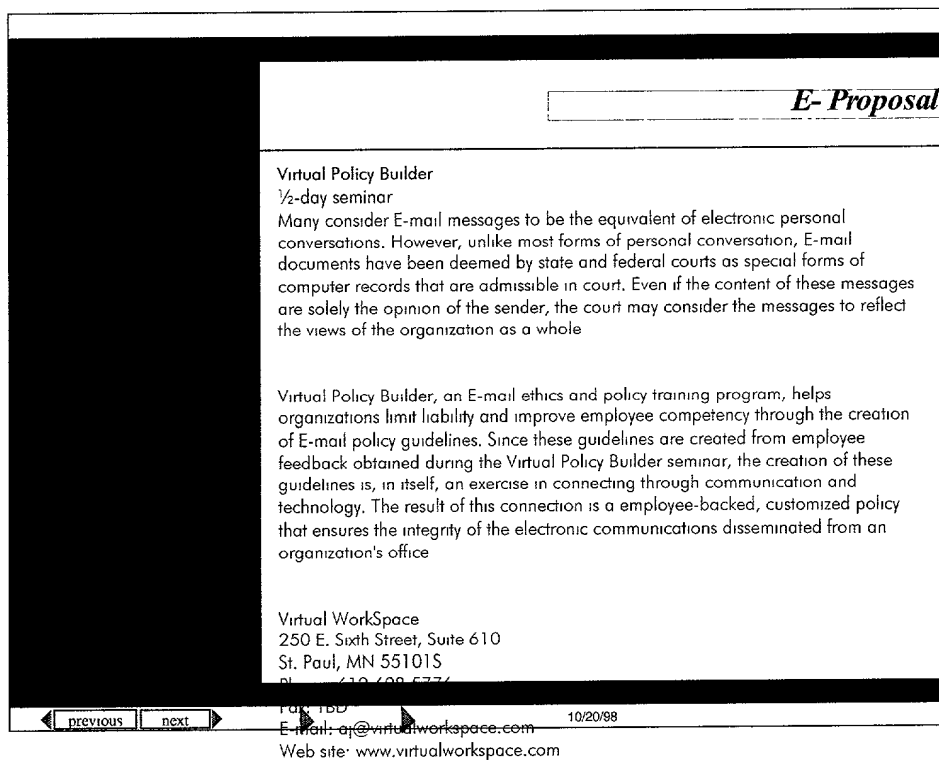 E- Proposal
Virtual Policy Builder
½-day seminar
Many consider E-mail messages to be the equivalent of electronic personal
conversations. However, unlike most forms of personal conversation, E-mail
documents have been deemed by state and federal courts as special forms of
computer records that are admissible in court. Even if the content of these messages
are solely the opinion of the sender, the court may consider the messages to reflect
the views of the organization as a whole
Virtual Policy Builder, an E-mail ethics and policy training program, helps
organizations limit liability and improve employee competency through the creation
of E-mail policy guidelines. Since these guidelines are created from employee
feedback obtained during the Virtual Policy Builder seminar, the creation of these
guidelines is, in itself, an exercise in connecting through communication and
technology. The result of this connection is a employee-backed, customized policy
that ensures the integrity of the electronic communications disseminated from an
organization's office
Virtual WorkSpace
250 E. Sixth Street, Suite 610
St. Paul, MN 55101S
Fax: TBD
previous next 10/20/98
E-mail: aj@virtualworkspace.com
Web site: www.virtualworkspace.com